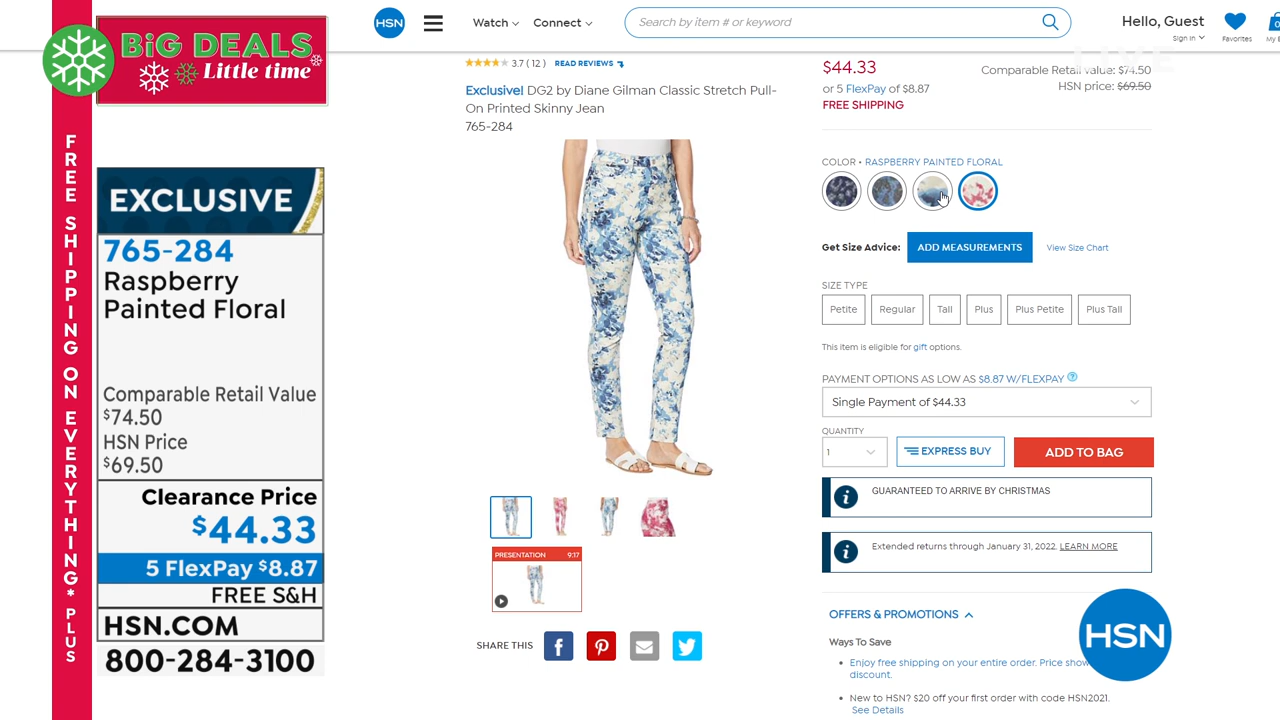 BiG DEALS
Little time
FREE SHIPPING ON EVERYTHING* PLUS
EXCLUSIVE
765-284
Raspberry
Painted Floral
Comparable Retail Value
$74.50
HSN Price
$69.50
Clearance Price
$44.33
5 FlexPay $8.87
FREE S&H
HSN.COM
800-284-3100
HSN
Watch
Connect
Search by item # or keyword
Hello, Guest
Sign In
Favorites
0
LIVE
3.7 ( 12 )
READ REVIEWS
Exclusive! DG2 by Diane Gilman Classic Stretch Pull-
On Printed Skinny Jean
765-284
PRESENTATION 9:17
SHARE THIS
$44.33
or 5 FlexPay of $8.87
FREE SHIPPING
Comparable Retail Value: $74.50
HSN price: $69.50
COLOR • RASPBERRY PAINTED FLORAL
Get Size Advice:
ADD MEASUREMENTS
View Size Chart
SIZE TYPE
Petite
Regular
Tall
Plus
Plus Petite
Plus Tall
This item is eligible for gift options.
PAYMENT OPTIONS AS LOW AS $8.87 W/FLEXPAY ?
Single Payment of $44.33
QUANTITY
1
EXPRESS BUY
ADD TO BAG
GUARANTEED TO ARRIVE BY CHRISTMAS
Extended returns through January 31, 2022. LEARN MORE
OFFERS & PROMOTIONS
Ways To Save
• Enjoy free shipping on your entire order. Price
discount.
• New to HSN? $20 off your first order with code HSN2021.
See Details
HSN